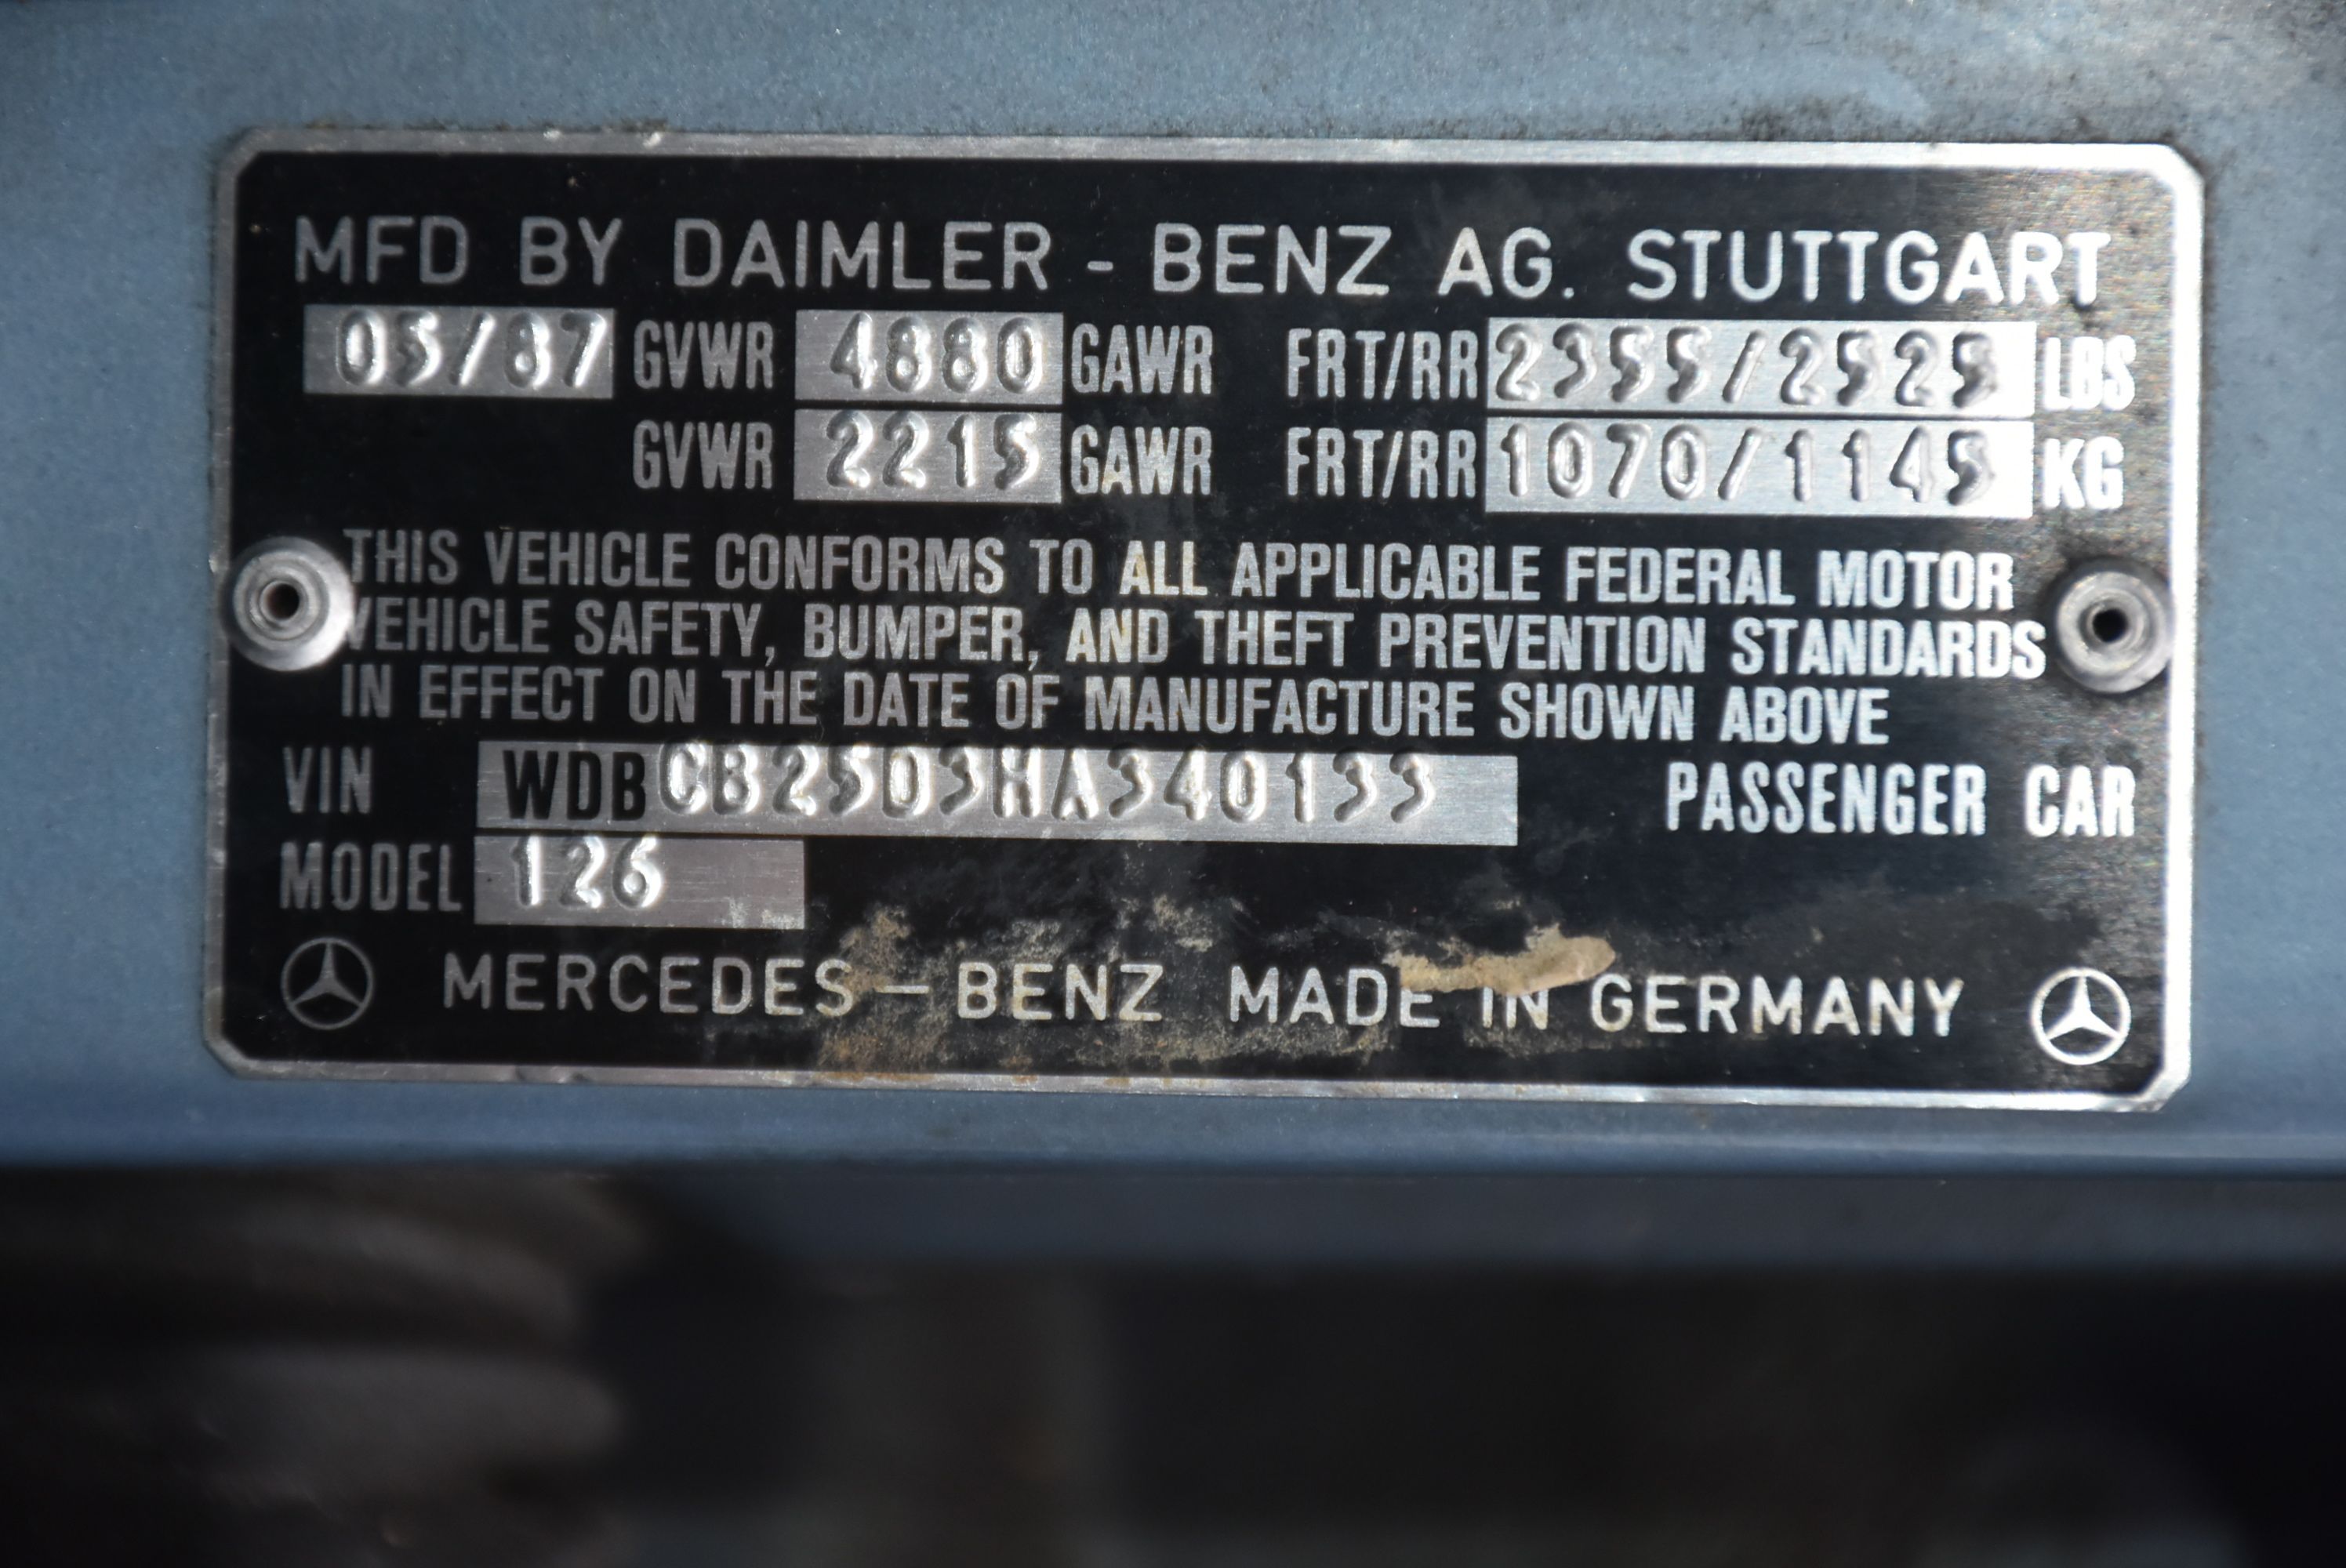 MFD BY DAIMLER - BENZ AG. STUTTGART
05/87 GVWR 4880 GAWR FRT/RR 2355/2525 LBS
GVWR 2215 GAWR FRT/RR 1070/1145 KG
THIS VEHICLE CONFORMS TO ALL APPLICABLE FEDERAL MOTOR
VEHICLE SAFETY, BUMPER, AND THEFT PREVENTION STANDARDS
IN EFFECT ON THE DATE OF MANUFACTURE SHOWN ABOVE
VIN WDBCB25D3HA340133 PASSENGER CAR
MODEL 126
MERCEDES-BENZ MADE IN GERMANY